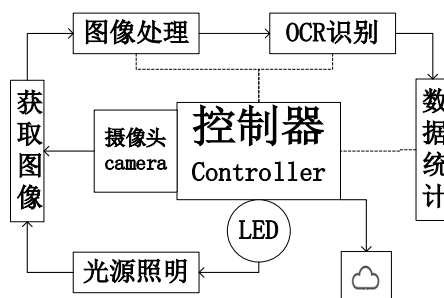 图像处理
OCR识别
获取图像
摄像头
camera
控制器
Controller
数据统计
LED
光源照明